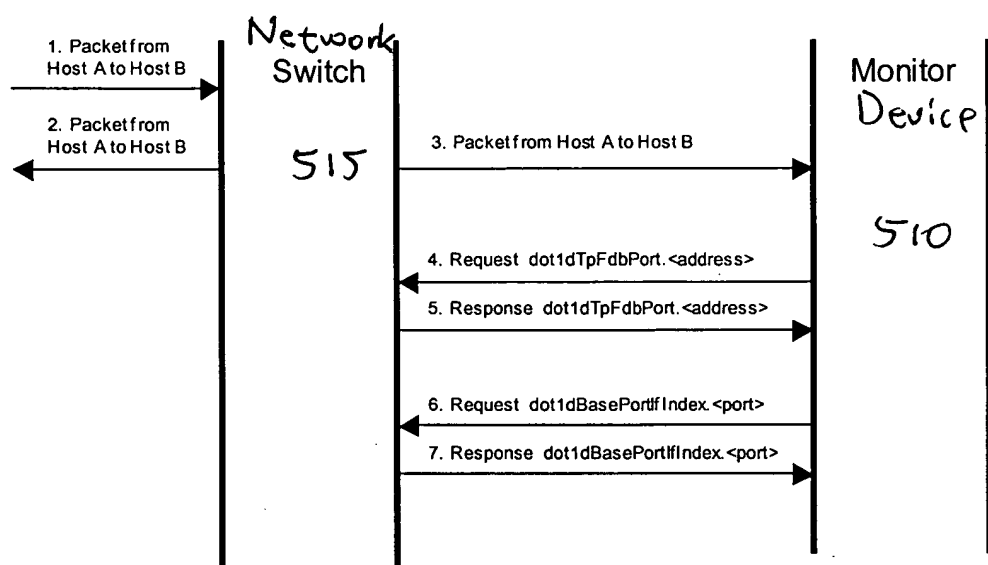 1. Packet from
Host A to Host B
Network
Switch
Monitor
Device
2. Packet from
Host A to Host B
515
3. Packet from Host A to Host B
510
4. Request dot1dTpFdbPort.<address>
5. Response dot1dTpFdbPort.<address>
6. Request dot1dBasePortIfIndex.<port>
7. Response dot1dBasePortIfIndex.<port>